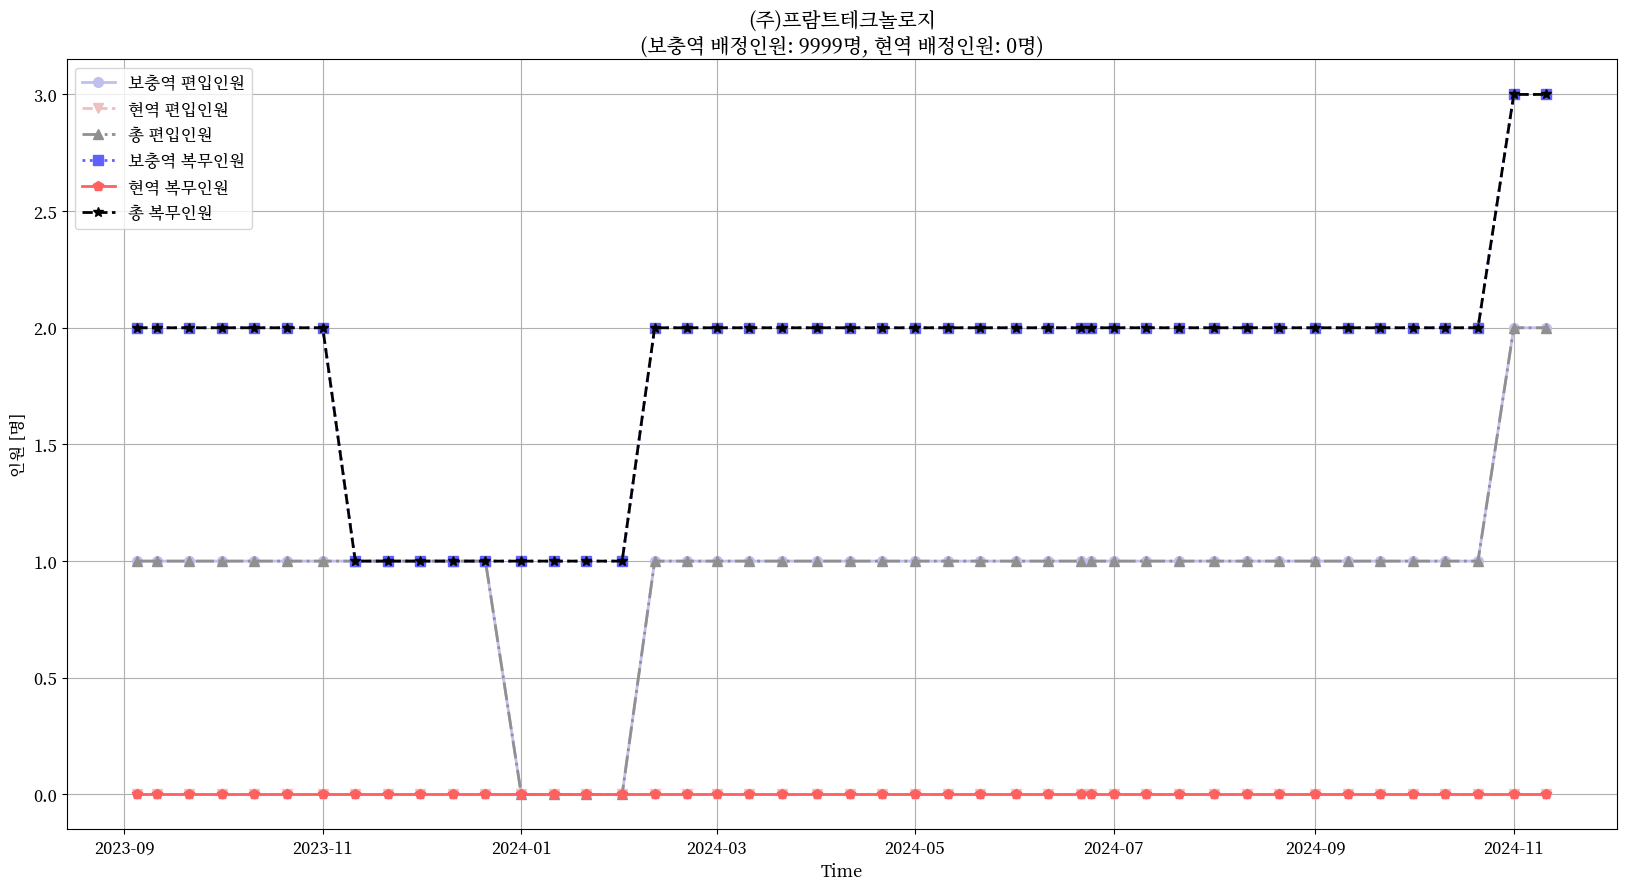 (주)프람트테크놀로지
(보충역 배정인원: 9999명, 현역 배정인원: 0명)
보충역 편입인원
현역 편입인원
총 편입인원
보충역 복무인원
현역 복무인원
총 복무인원
3.0
2.5
2.0
1.5
1.0
0.5
0.0
인원 [명]
2023-09
2023-11
2024-01
2024-03
2024-05
2024-07
2024-09
2024-11
Time